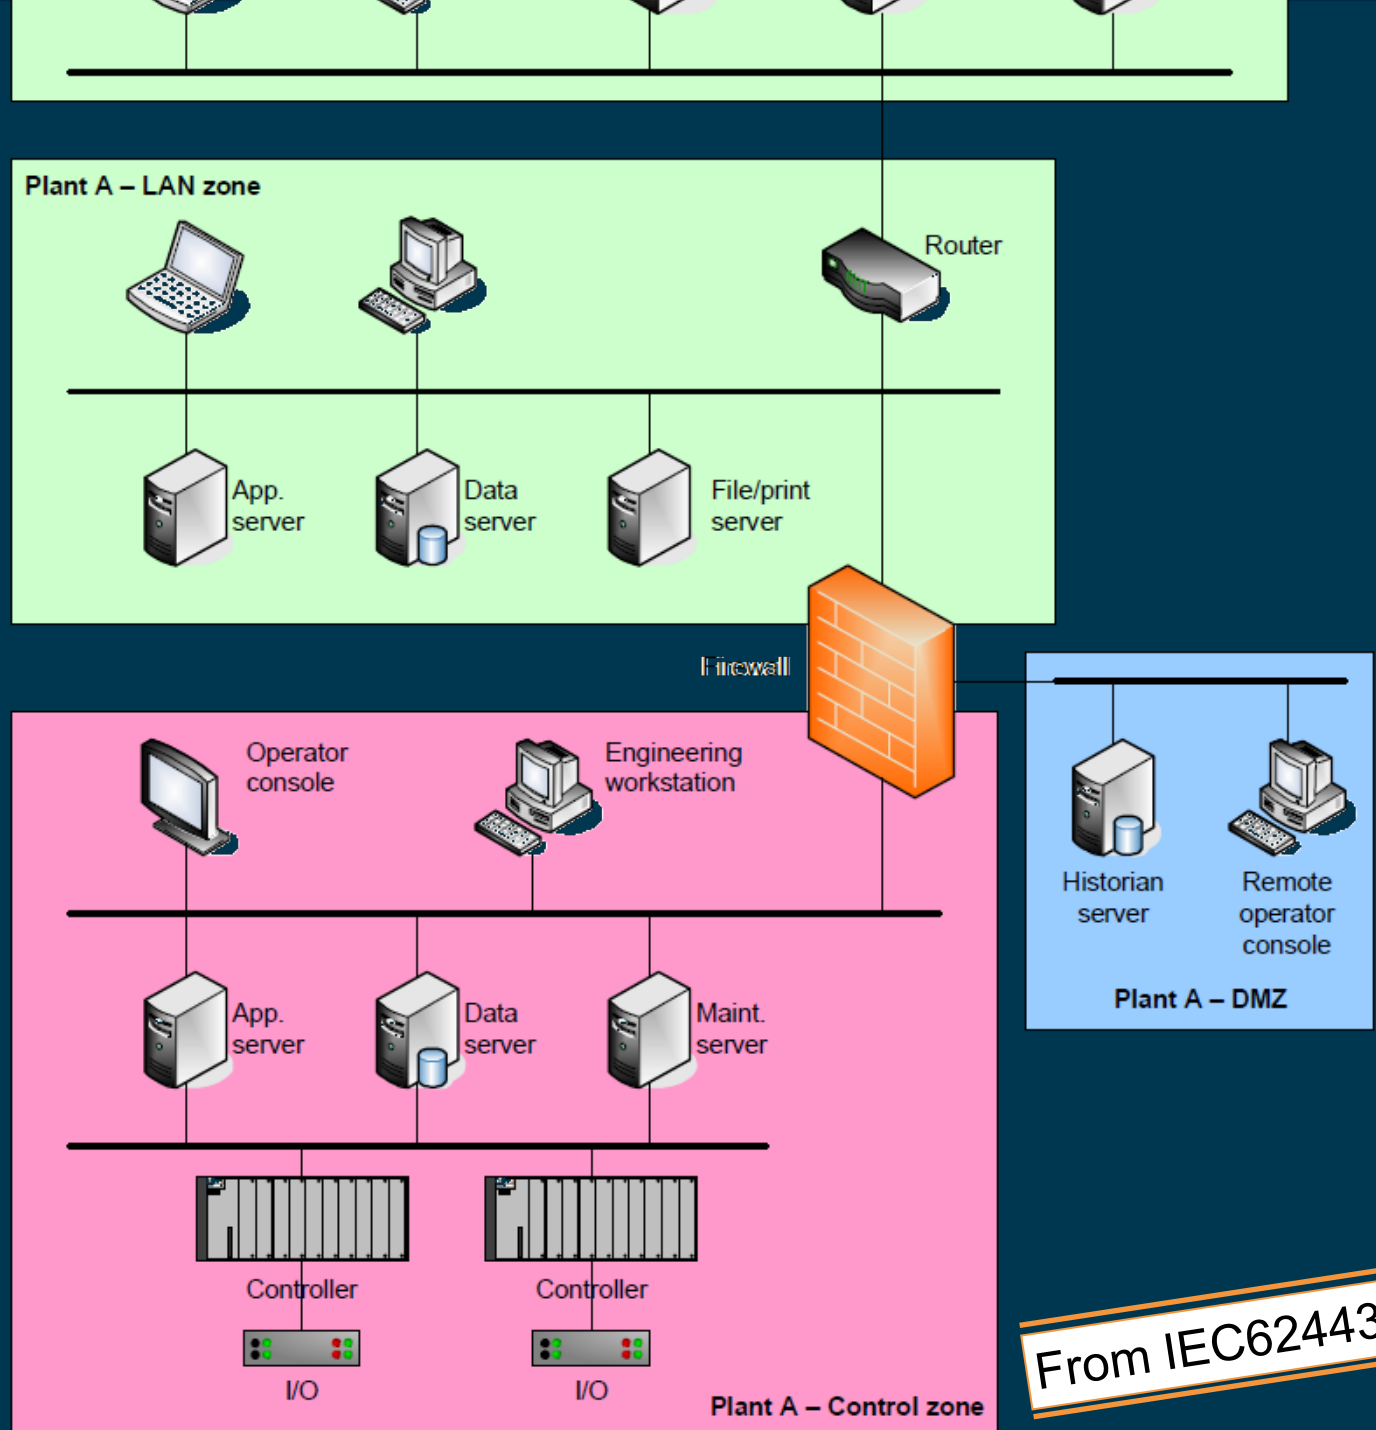 Plant A – LAN zone
Router
App.
server
Data
server
File/print
server
Firewall
Operator
console
Engineering
workstation
Historian
server
Remote
operator
console
Plant A – DMZ
App.
server
Data
server
Maint.
server
Controller
Controller
I/O
I/O
Plant A – Control zone
From IEC62443